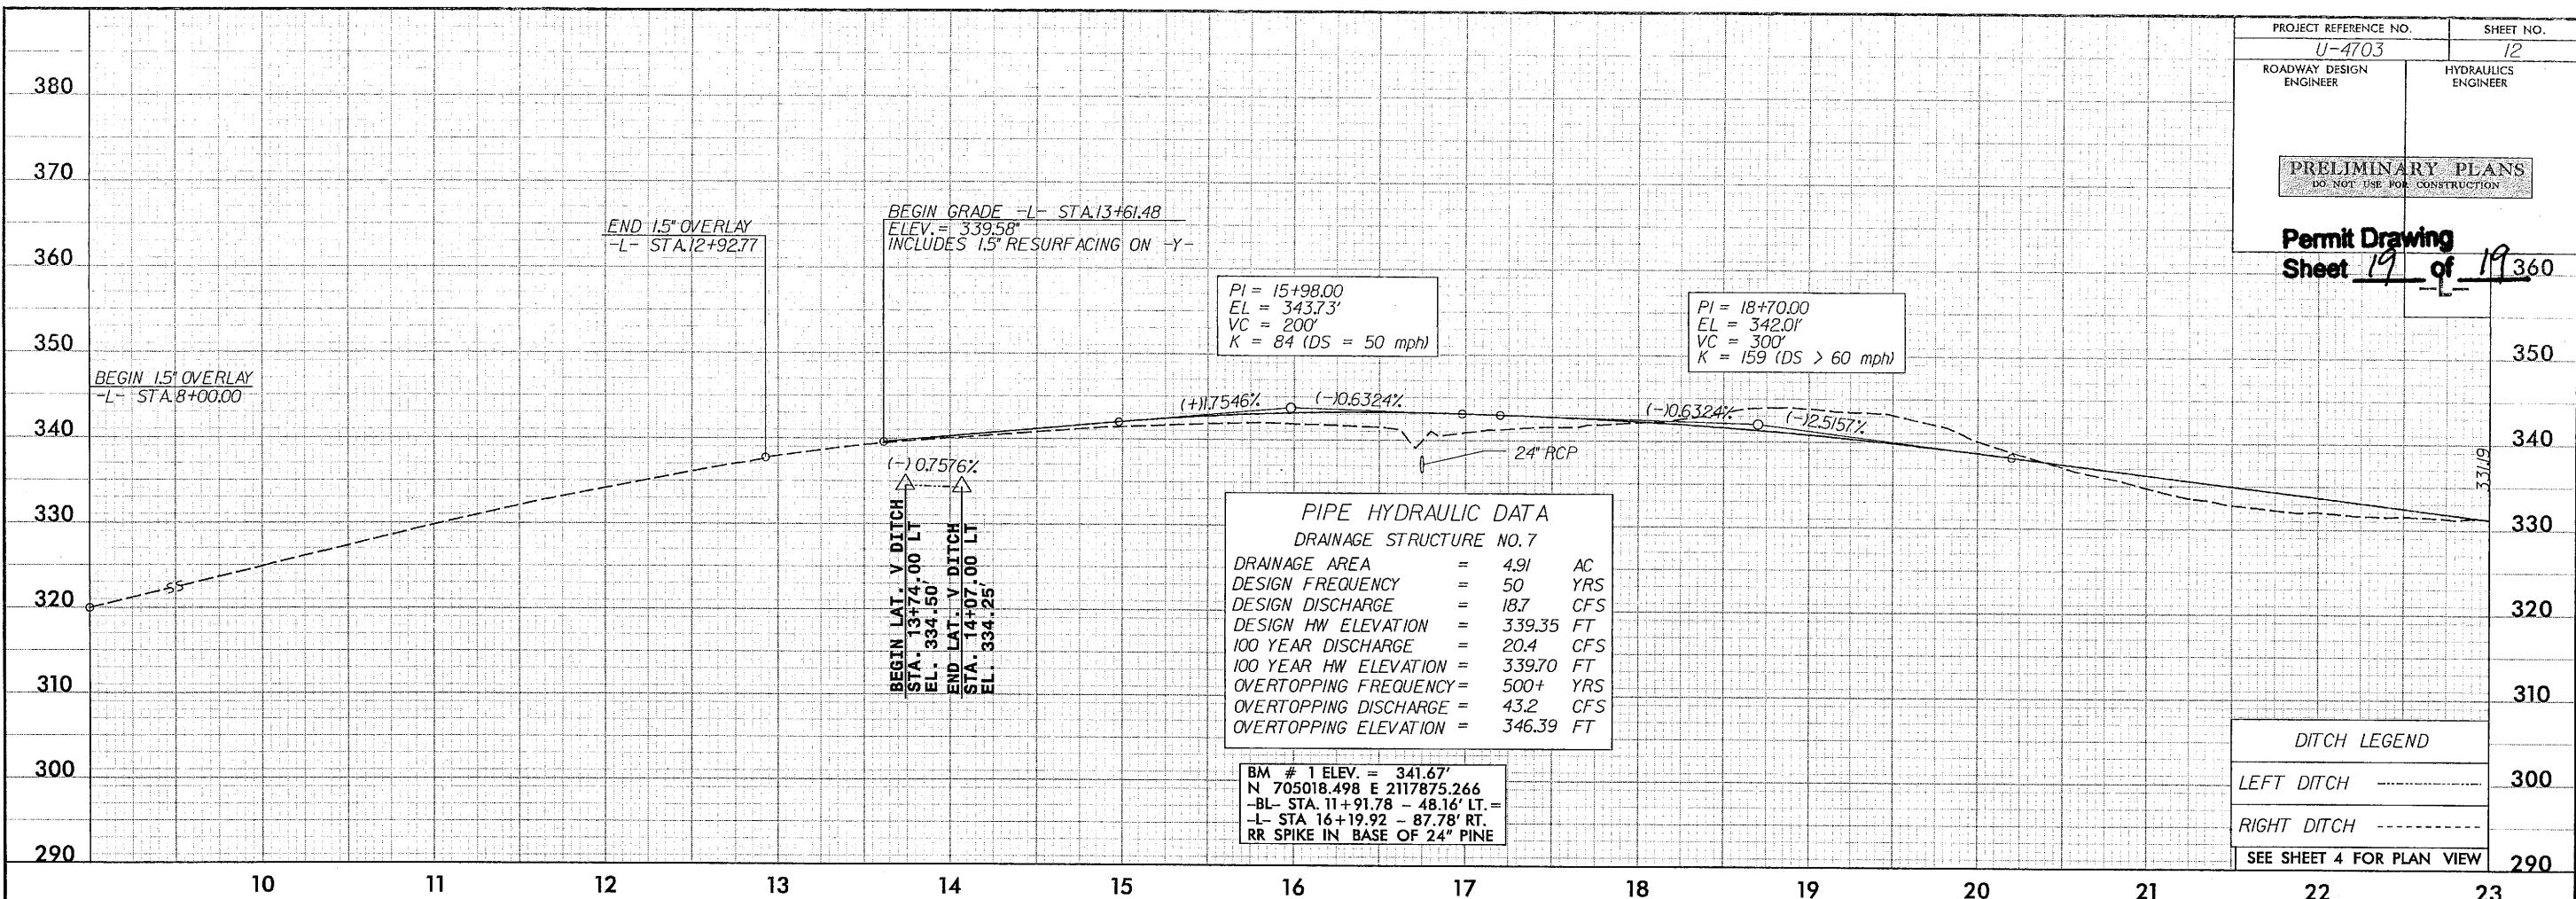 PROJECT REFERENCE NO.
SHEET NO.
U-4703
12
ROADWAY DESIGN
ENGINEER
HYDRAULICS
ENGINEER
PRELIMINARY PLANS
DO NOT USE FOR CONSTRUCTION
Permit Drawing
Sheet 19 of 19
-L-
380
370
360
350
340
330
320
310
300
290
BEGIN 1.5" OVERLAY
-L- STA.8+00.00
END 1.5" OVERLAY
-L- STA.12+92.77
BEGIN GRADE -L- STA.13+61.48
ELEV.= 339.58"
INCLUDES 1.5" RESURFACING ON -Y-
PI = 15+98.00
EL = 343.73'
VC = 200'
K = 84 (DS = 50 mph)
PI = 18+70.00
EL = 342.01'
VC = 300'
K = 159 (DS > 60 mph)
(+)1.7546%
(-)0.6324%
(-)0.6324%
(-)2.5157%
(-)0.7576%
24" RCP
331.19
BEGIN LAT. V DITCH
STA. 13+74.00 LT
EL. 334.50'
END LAT. V DITCH
STA. 14+07.00 LT
EL. 334.25'
PIPE HYDRAULIC DATA
DRAINAGE STRUCTURE NO. 7
DRAINAGE AREA = 4.91 AC
DESIGN FREQUENCY = 50 YRS
DESIGN DISCHARGE = 18.7 CFS
DESIGN HW ELEVATION = 339.35 FT
100 YEAR DISCHARGE = 20.4 CFS
100 YEAR HW ELEVATION = 339.70 FT
OVERTOPPING FREQUENCY = 500+ YRS
OVERTOPPING DISCHARGE = 43.2 CFS
OVERTOPPING ELEVATION = 346.39 FT
BM # 1 ELEV. = 341.67'
N 705018.498 E 2117875.266
-BL- STA. 11+91.78 - 48.16' LT.=
-L- STA 16+19.92 - 87.78' RT.
RR SPIKE IN BASE OF 24" PINE
360
350
340
330
320
310
300
290
DITCH LEGEND
LEFT DITCH
RIGHT DITCH
SEE SHEET 4 FOR PLAN VIEW
10 11 12 13 14 15 16 17 18 19 20 21 22 23